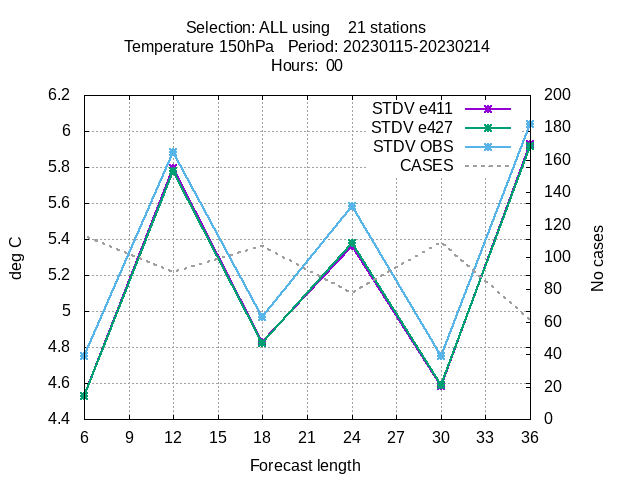 Selection: ALL using    21 stations
Temperature 150hPa   Period: 20230115-20230214
Hours:  00
6.2
6
5.8
5.6
5.4
5.2
5
4.8
4.6
4.4
deg C
STDV e411
STDV e427
STDV OBS
CASES
200
180
160
140
120
100
80
60
40
20
0
No cases
6 9 12 15 18 21 24 27 30 33 36
Forecast length